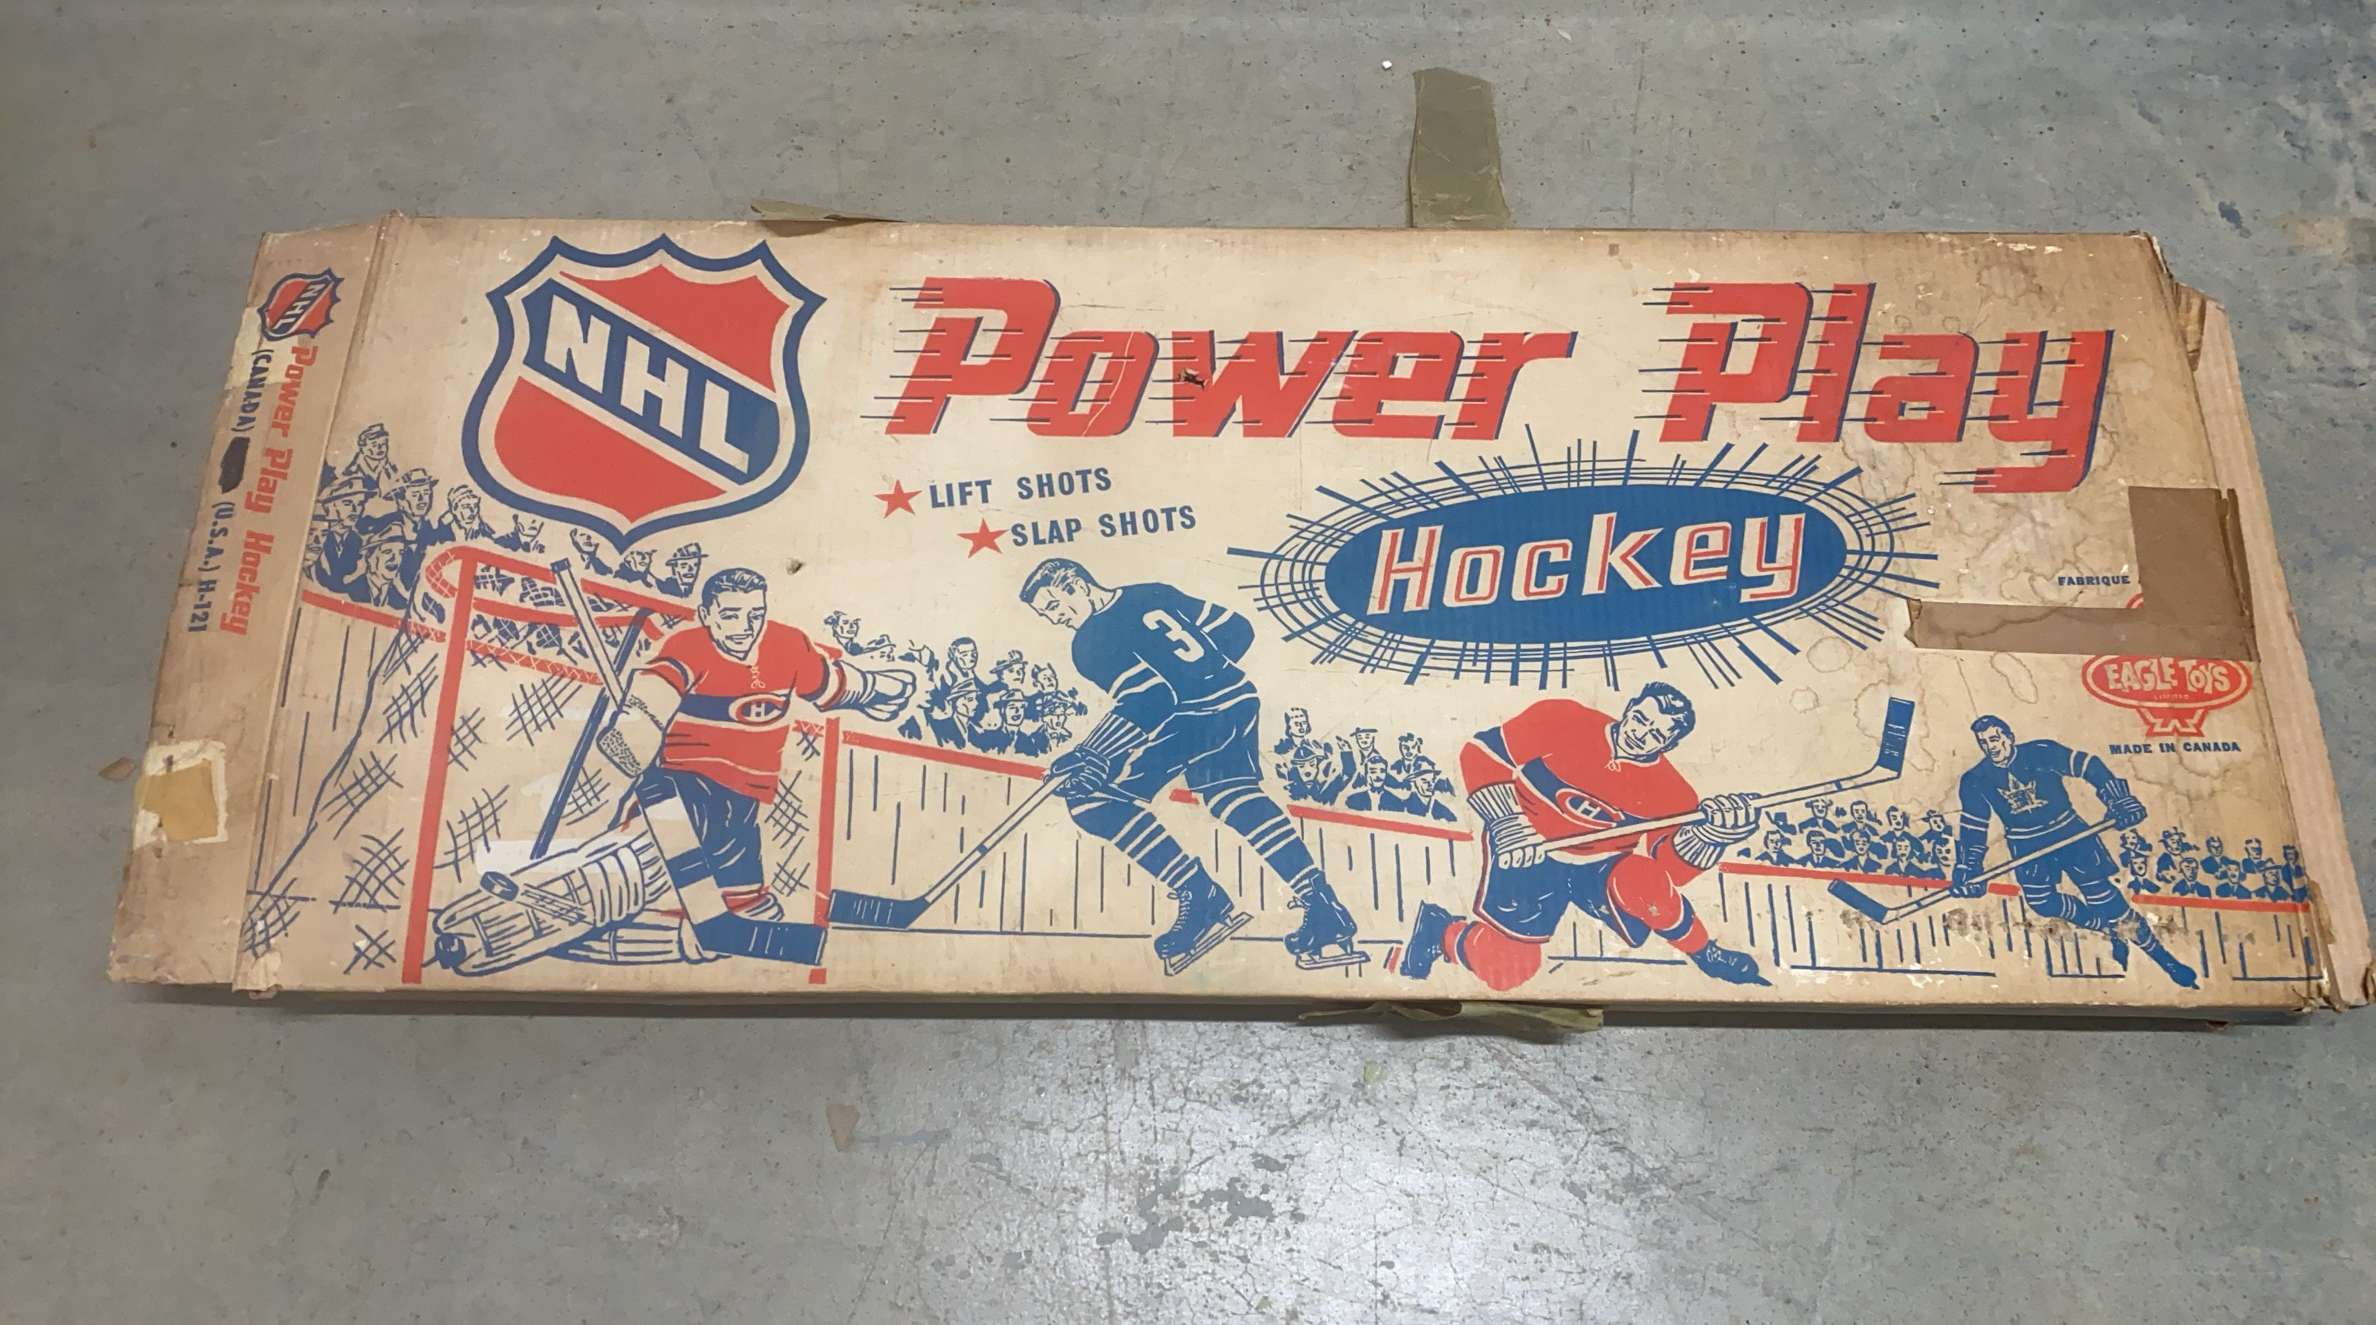 NHL
Power Play Hockey
(CANADA) (U.S.A.) H-121
NHL
Power Play
★ LIFT SHOTS
★ SLAP SHOTS
Hockey
3
H
H
FABRIQUE
EAGLE TOYS
LIMITED
MADE IN CANADA